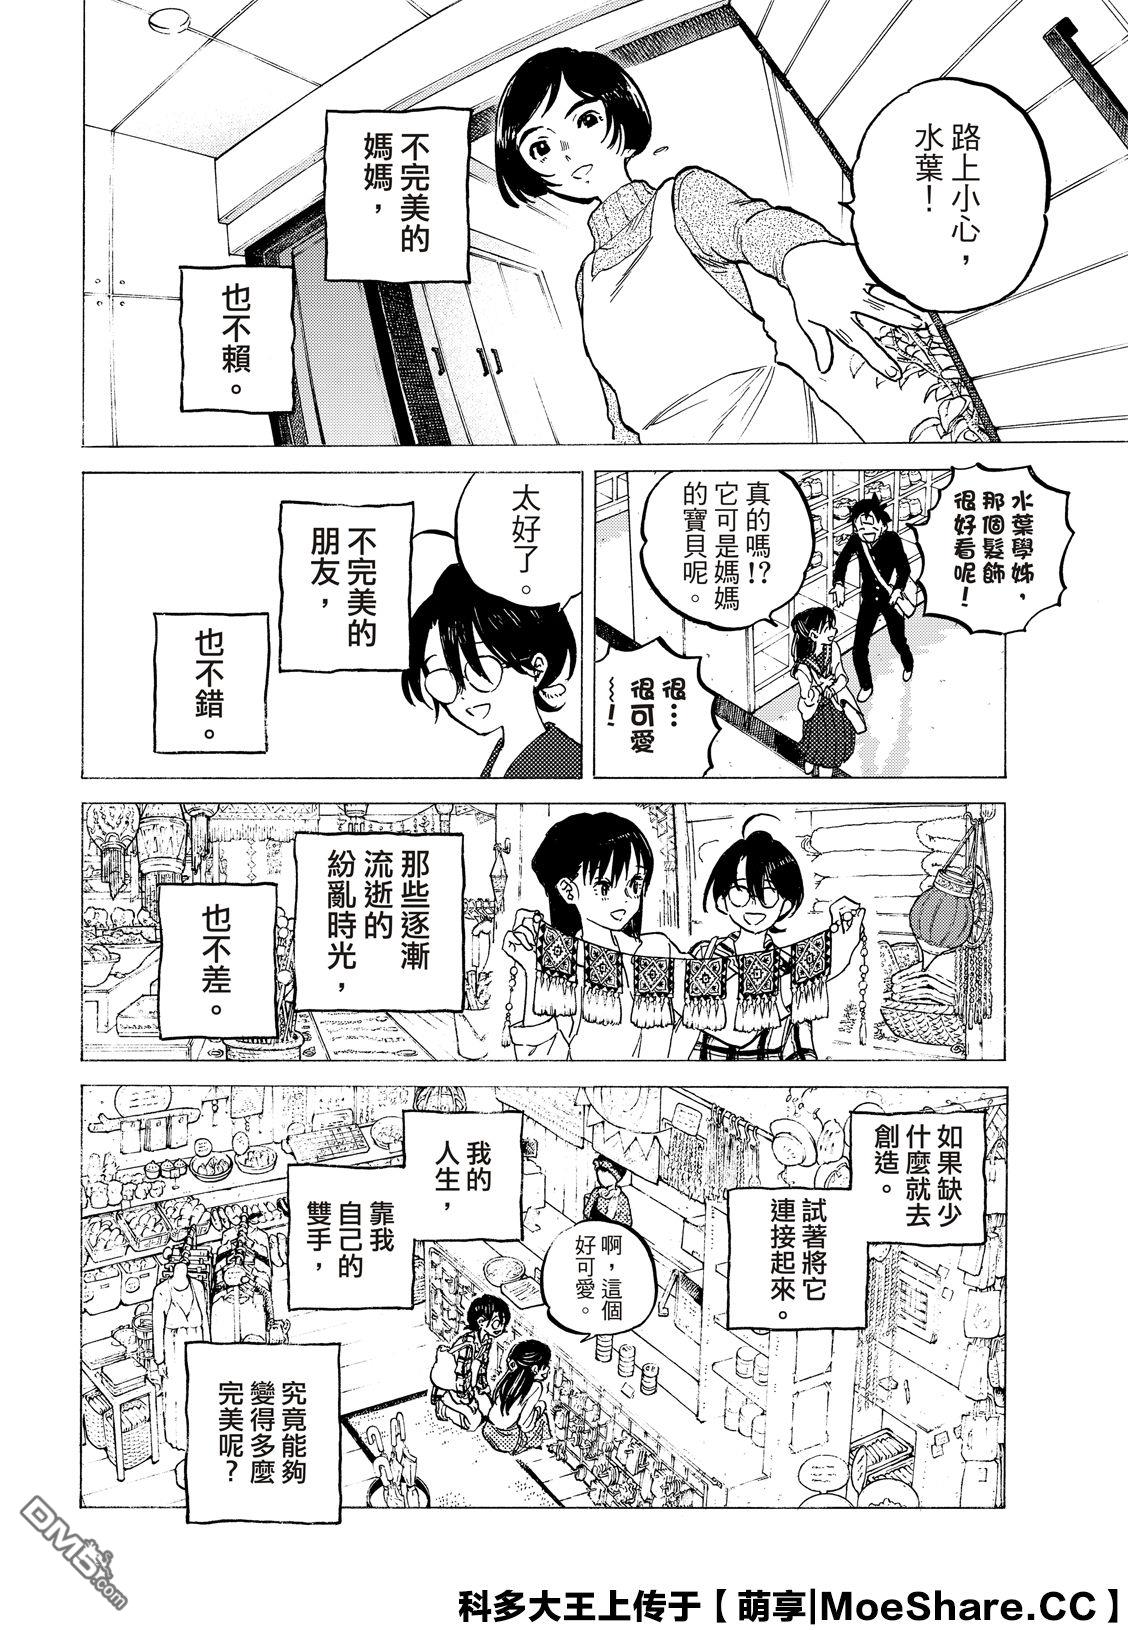 路上小心，
水葉！
不完美的
媽媽，
也不賴。
水葉學姊，
那個髮飾
很好看呢！
真的嗎!?
它可是媽媽
的寶貝呢。
很…
很可愛
~~!
太好了。
不完美的
朋友，
也不錯。
那些逐漸
流逝的
紛亂時光，
也不差。
如果缺少
什麼就去
創造。
試著將它
連接起來。
啊，這個
好可愛。
我的
人生，
靠我
自己的
雙手，
究竟能夠
變得多麼
完美呢？
DM5.com
科多大王上传于【萌享|MoeShare.CC】